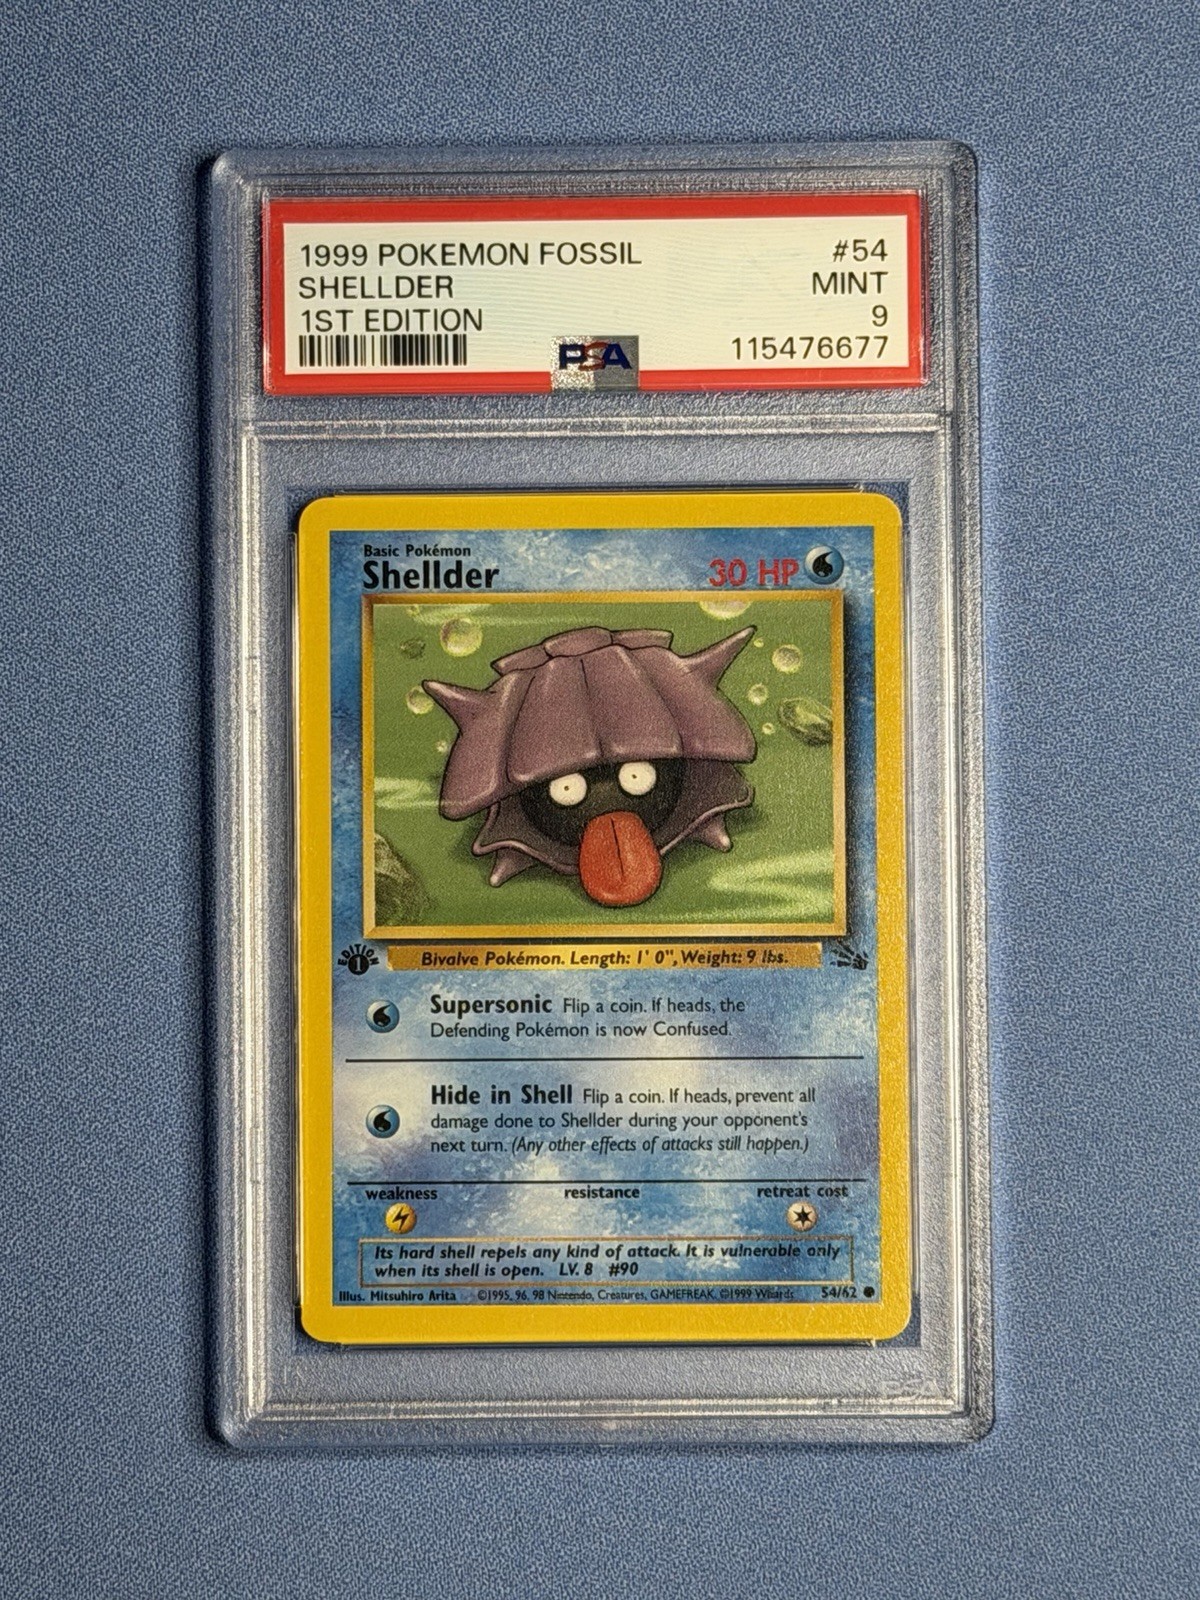 1999 POKEMON FOSSIL #54
SHELLDER MINT
1ST EDITION 9
PSA 115476677
Basic Pokémon
Shellder 30 HP
EDITION 1
Bivalve Pokémon. Length: 1' 0", Weight: 9 lbs.
Supersonic Flip a coin. If heads, the
Defending Pokémon is now Confused.
Hide in Shell Flip a coin. If heads, prevent all
damage done to Shellder during your opponent's
next turn. (Any other effects of attacks still happen.)
weakness resistance retreat cost
Its hard shell repels any kind of attack. It is vulnerable only
when its shell is open. LV. 8 #90
Illus. Mitsuhiro Arita ©1995, 96, 98 Nintendo, Creatures, GAMEFREAK. ©1999 Wizards 54/62
PSA